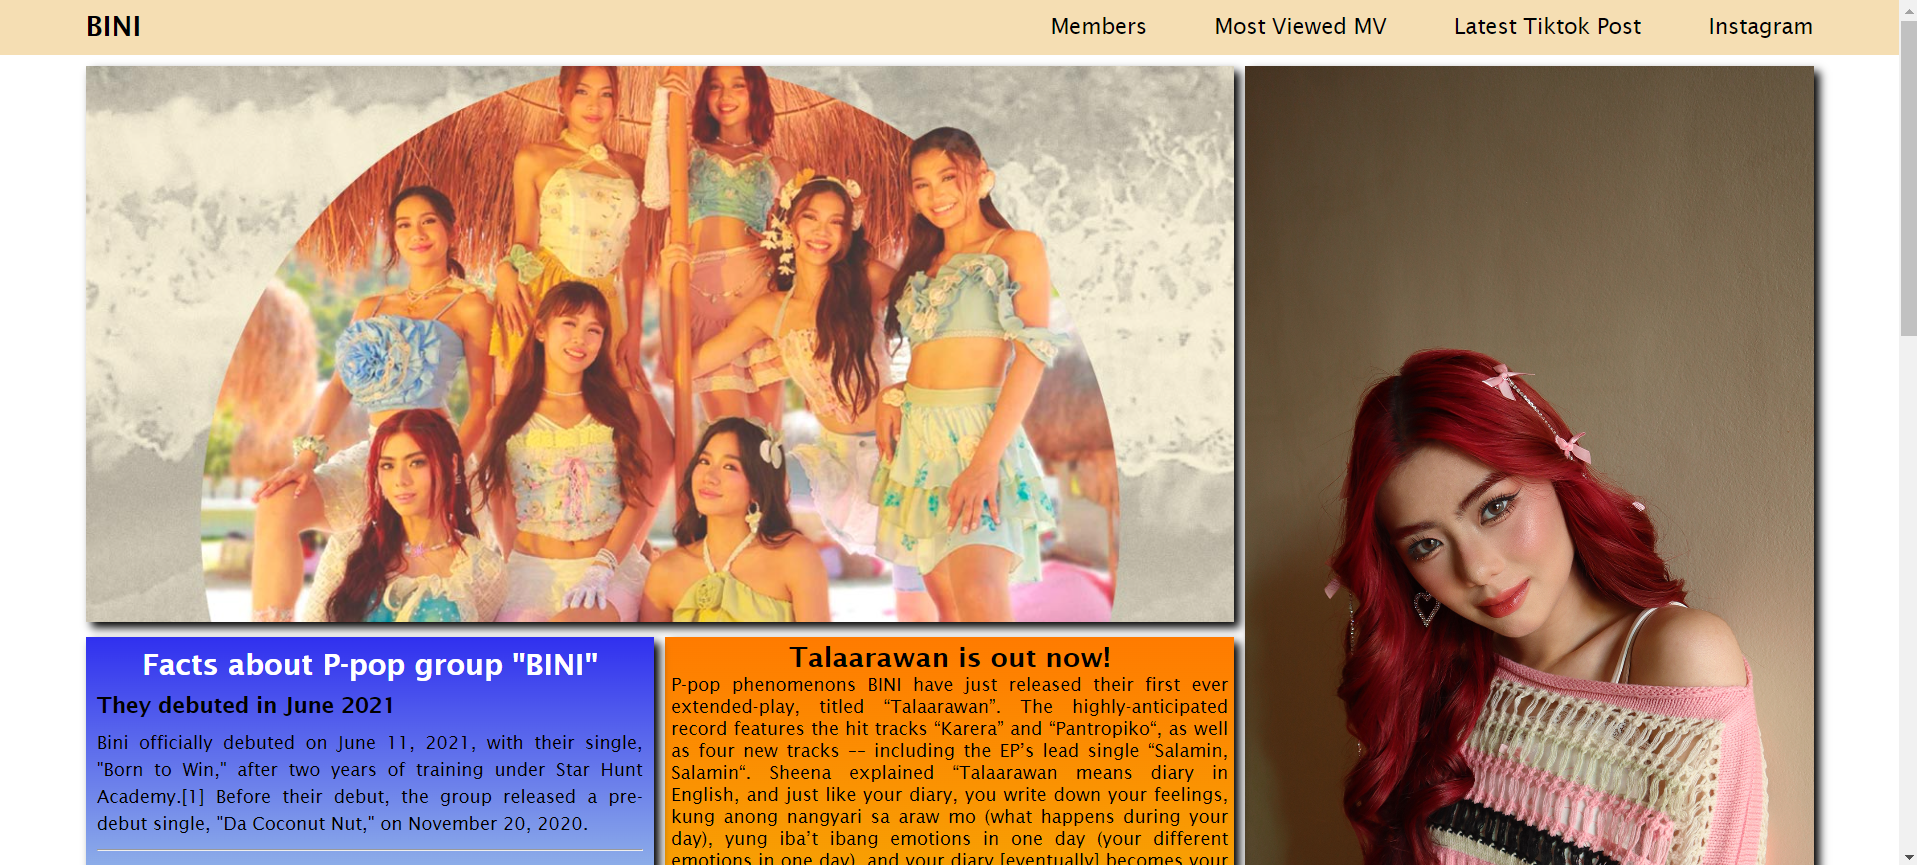 BINI
Members
Most Viewed MV
Latest Tiktok Post
Instagram
Facts about P-pop group "BINI"
They debuted in June 2021
Bini officially debuted on June 11, 2021, with their single,
"Born to Win," after two years of training under Star Hunt
Academy.[1] Before their debut, the group released a pre-
debut single, "Da Coconut Nut," on November 20, 2020.
Talaarawan is out now!
P-pop phenomenons BINI have just released their first ever
extended-play, titled “Talaarawan”. The highly-anticipated
record features the hit tracks “Karera” and “Pantropiko“, as well
as four new tracks -- including the EP’s lead single “Salamin,
Salamin“. Sheena explained “Talaarawan means diary in
English, and just like your diary, you write down your feelings,
kung anong nangyari sa araw mo (what happens during your
day), yung iba’t ibang emotions in one day (your different
emotions in one day), and your diary [eventually] becomes your